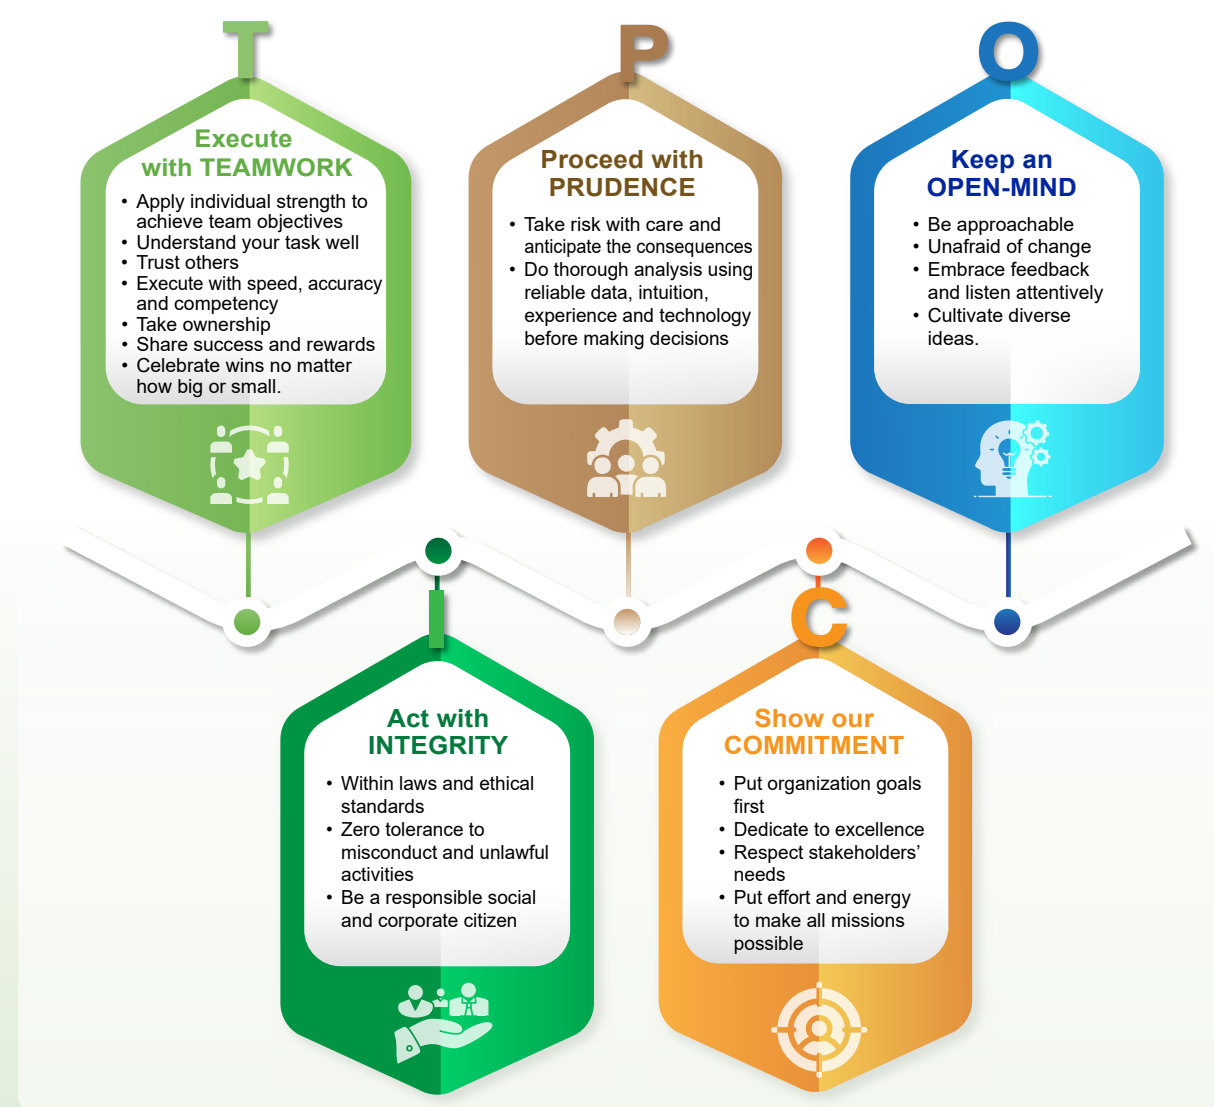 T
Execute
with TEAMWORK
• Apply individual strength to
achieve team objectives
• Understand your task well
• Trust others
• Execute with speed, accuracy
and competency
• Take ownership
• Share success and rewards
• Celebrate wins no matter
how big or small.
P
Proceed with
PRUDENCE
• Take risk with care and
anticipate the consequences
• Do thorough analysis using
reliable data, intuition,
experience and technology
before making decisions
O
Keep an
OPEN-MIND
• Be approachable
• Unafraid of change
• Embrace feedback
and listen attentively
• Cultivate diverse
ideas.
I
Act with
INTEGRITY
• Within laws and ethical
standards
• Zero tolerance to
misconduct and unlawful
activities
• Be a responsible social
and corporate citizen
C
Show our
COMMITMENT
• Put organization goals
first
• Dedicate to excellence
• Respect stakeholders’
needs
• Put effort and energy
to make all missions
possible